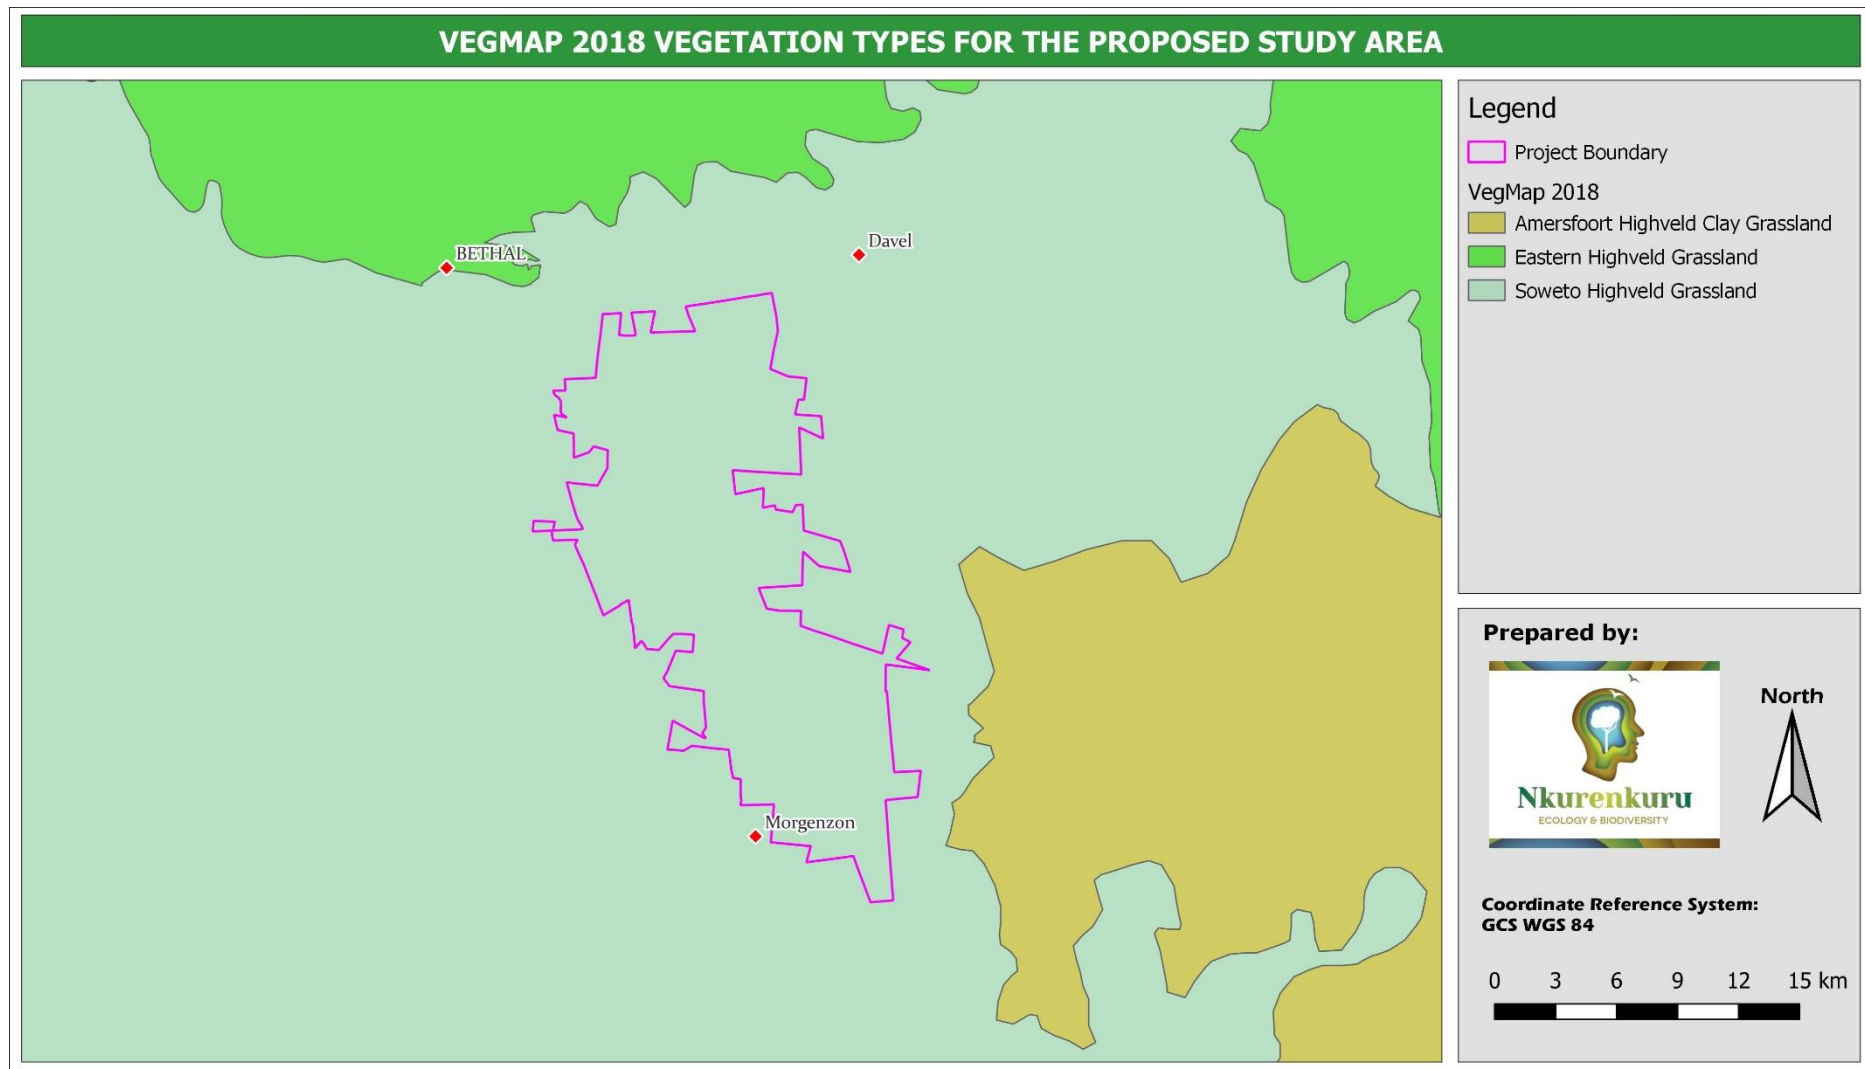 VEGMAP 2018 VEGETATION TYPES FOR THE PROPOSED STUDY AREA
BETHAL
Davel
Morgenzon
Legend
Project Boundary
VegMap 2018
Amersfoort Highveld Clay Grassland
Eastern Highveld Grassland
Soweto Highveld Grassland
Prepared by:
Nkurenkuru
ECOLOGY & BIODIVERSITY
North
Coordinate Reference System:
GCS WGS 84
0 3 6 9 12 15 km